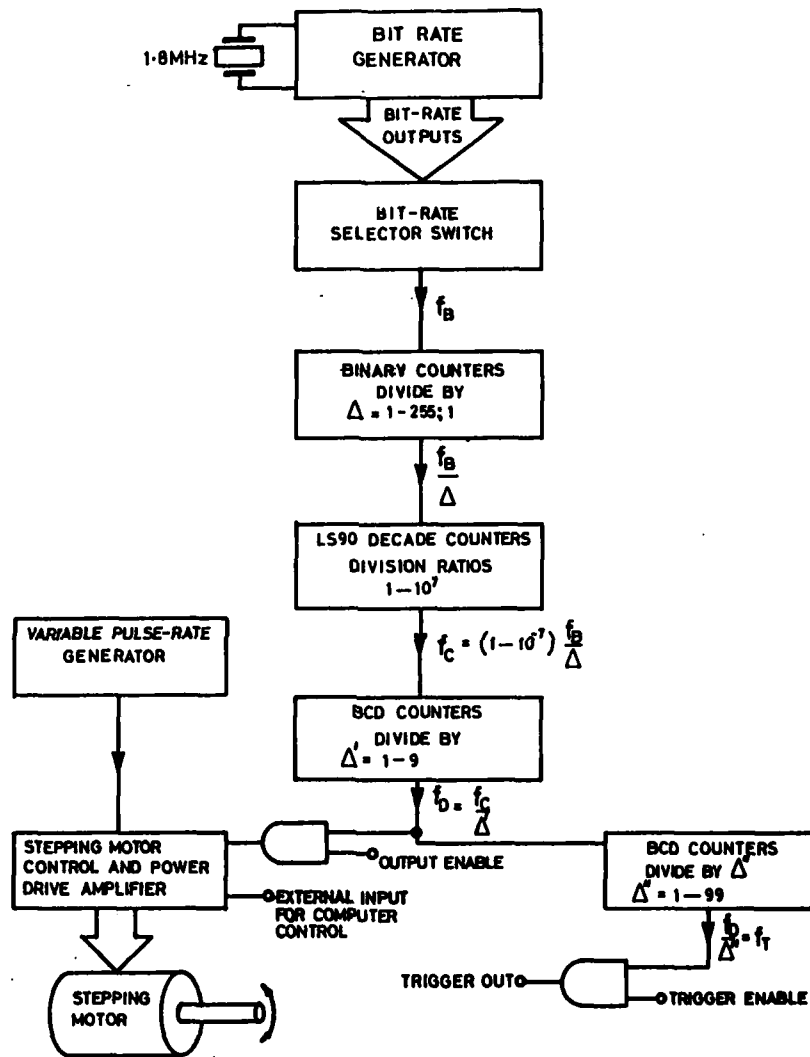 1·8MHz
BIT RATE
GENERATOR
BIT-RATE
OUTPUTS
BIT-RATE
SELECTOR SWITCH
f_B
BINARY COUNTERS
DIVIDE BY
Δ = 1-255; 1
f_B
Δ
LS90 DECADE COUNTERS
DIVISION RATIOS
1—10⁷
f_C = (1-10⁻⁷) f_B
Δ
VARIABLE PULSE-RATE
GENERATOR
BCD COUNTERS
DIVIDE BY
Δ' = 1-9
f_D = f_C
Δ'
STEPPING MOTOR
CONTROL AND POWER
DRIVE AMPLIFIER
OUTPUT ENABLE
EXTERNAL INPUT
FOR COMPUTER
CONTROL
BCD COUNTERS
DIVIDE BY Δ"
Δ" = 1—99
f_D
Δ" = f_T
TRIGGER OUT
TRIGGER ENABLE
STEPPING
MOTOR